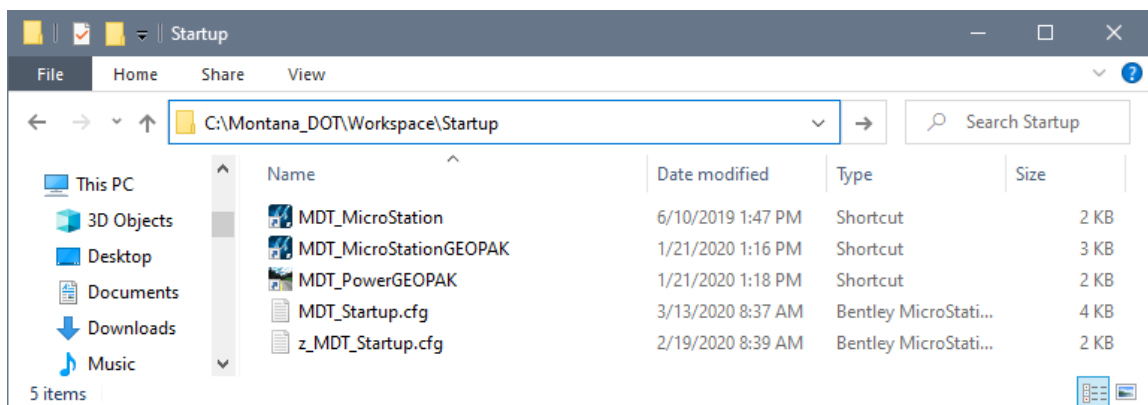 Startup
File Home Share View
C:\Montana_DOT\Workspace\Startup Search Startup
This PC
3D Objects
Desktop
Documents
Downloads
Music
Name Date modified Type Size
MDT_MicroStation 6/10/2019 1:47 PM Shortcut 2 KB
MDT_MicroStationGEOPAK 1/21/2020 1:16 PM Shortcut 3 KB
MDT_PowerGEOPAK 1/21/2020 1:18 PM Shortcut 2 KB
MDT_Startup.cfg 3/13/2020 8:37 AM Bentley MicroStati... 4 KB
z_MDT_Startup.cfg 2/19/2020 8:39 AM Bentley MicroStati... 2 KB
5 items